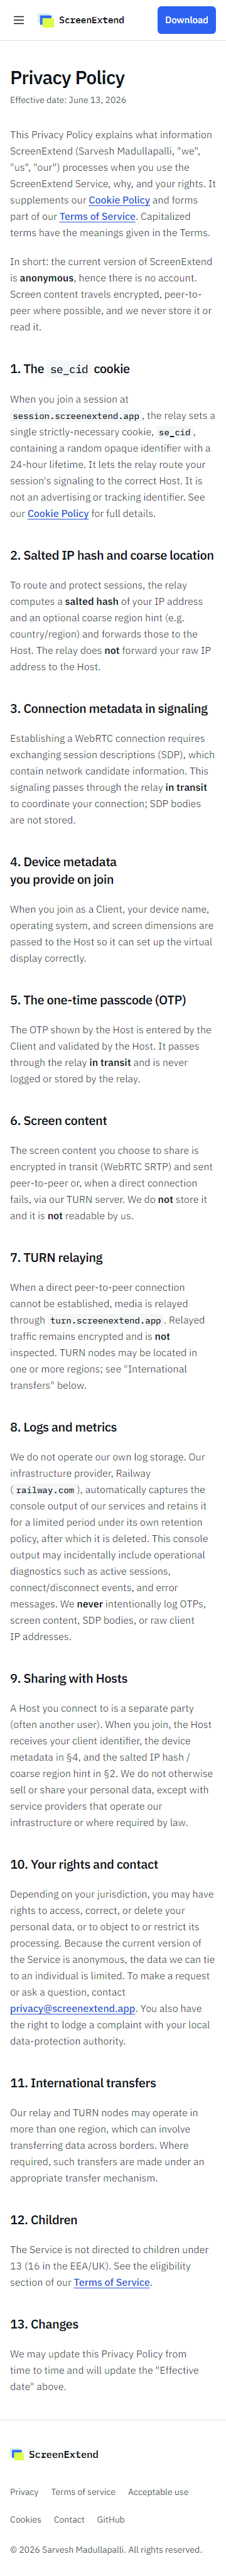 ScreenExtend
Download
Privacy Policy
Effective date: June 13, 2026
This Privacy Policy explains what information
ScreenExtend (Sarvesh Madullapalli, "we",
"us", "our") processes when you use the
ScreenExtend Service, why, and your rights. It
supplements our Cookie Policy and forms
part of our Terms of Service. Capitalized
terms have the meanings given in the Terms.
In short: the current version of ScreenExtend
is anonymous, hence there is no account.
Screen content travels encrypted, peer-to-
peer where possible, and we never store it or
read it.
1. The se_cid cookie
When you join a session at
session.screenextend.app, the relay sets a
single strictly-necessary cookie, se_cid,
containing a random opaque identifier with a
24-hour lifetime. It lets the relay route your
session's signaling to the correct Host. It is
not an advertising or tracking identifier. See
our Cookie Policy for full details.
2. Salted IP hash and coarse location
To route and protect sessions, the relay
computes a salted hash of your IP address
and an optional coarse region hint (e.g.
country/region) and forwards those to the
Host. The relay does not forward your raw IP
address to the Host.
3. Connection metadata in signaling
Establishing a WebRTC connection requires
exchanging session descriptions (SDP), which
contain network candidate information. This
signaling passes through the relay in transit
to coordinate your connection; SDP bodies
are not stored.
4. Device metadata
you provide on join
When you join as a Client, your device name,
operating system, and screen dimensions are
passed to the Host so it can set up the virtual
display correctly.
5. The one-time passcode (OTP)
The OTP shown by the Host is entered by the
Client and validated by the Host. It passes
through the relay in transit and is never
logged or stored by the relay.
6. Screen content
The screen content you choose to share is
encrypted in transit (WebRTC SRTP) and sent
peer-to-peer or, when a direct connection
fails, via our TURN server. We do not store it
and it is not readable by us.
7. TURN relaying
When a direct peer-to-peer connection
cannot be established, media is relayed
through turn.screenextend.app. Relayed
traffic remains encrypted and is not
inspected. TURN nodes may be located in
one or more regions; see "International
transfers" below.
8. Logs and metrics
We do not operate our own log storage. Our
infrastructure provider, Railway
(railway.com), automatically captures the
console output of our services and retains it
for a limited period under its own retention
policy, after which it is deleted. This console
output may incidentally include operational
diagnostics such as active sessions,
connect/disconnect events, and error
messages. We never intentionally log OTPs,
screen content, SDP bodies, or raw client
IP addresses.
9. Sharing with Hosts
A Host you connect to is a separate party
(often another user). When you join, the Host
receives your client identifier, the device
metadata in §4, and the salted IP hash /
coarse region hint in §2. We do not otherwise
sell or share your personal data, except with
service providers that operate our
infrastructure or where required by law.
10. Your rights and contact
Depending on your jurisdiction, you may have
rights to access, correct, or delete your
personal data, or to object to or restrict its
processing. Because the current version of
the Service is anonymous, the data we can tie
to an individual is limited. To make a request
or ask a question, contact
privacy@screenextend.app. You also have
the right to lodge a complaint with your local
data-protection authority.
11. International transfers
Our relay and TURN nodes may operate in
more than one region, which can involve
transferring data across borders. Where
required, such transfers are made under an
appropriate transfer mechanism.
12. Children
The Service is not directed to children under
13 (16 in the EEA/UK). See the eligibility
section of our Terms of Service.
13. Changes
We may update this Privacy Policy from
time to time and will update the "Effective
date" above.
ScreenExtend
Privacy Terms of service Acceptable use
Cookies Contact GitHub
© 2026 Sarvesh Madullapalli. All rights reserved.